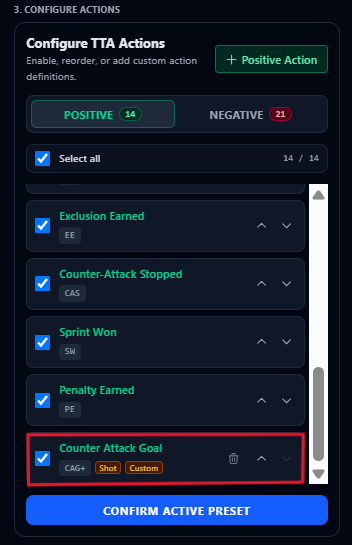 3. CONFIGURE ACTIONS
Configure TTA Actions
Enable, reorder, or add custom action
definitions.
+ Positive Action
POSITIVE 14
NEGATIVE 21
Select all
14 / 14
Exclusion Earned
EE
Counter-Attack Stopped
CAS
Sprint Won
SW
Penalty Earned
PE
Counter Attack Goal
CAG+ Shot Custom
CONFIRM ACTIVE PRESET